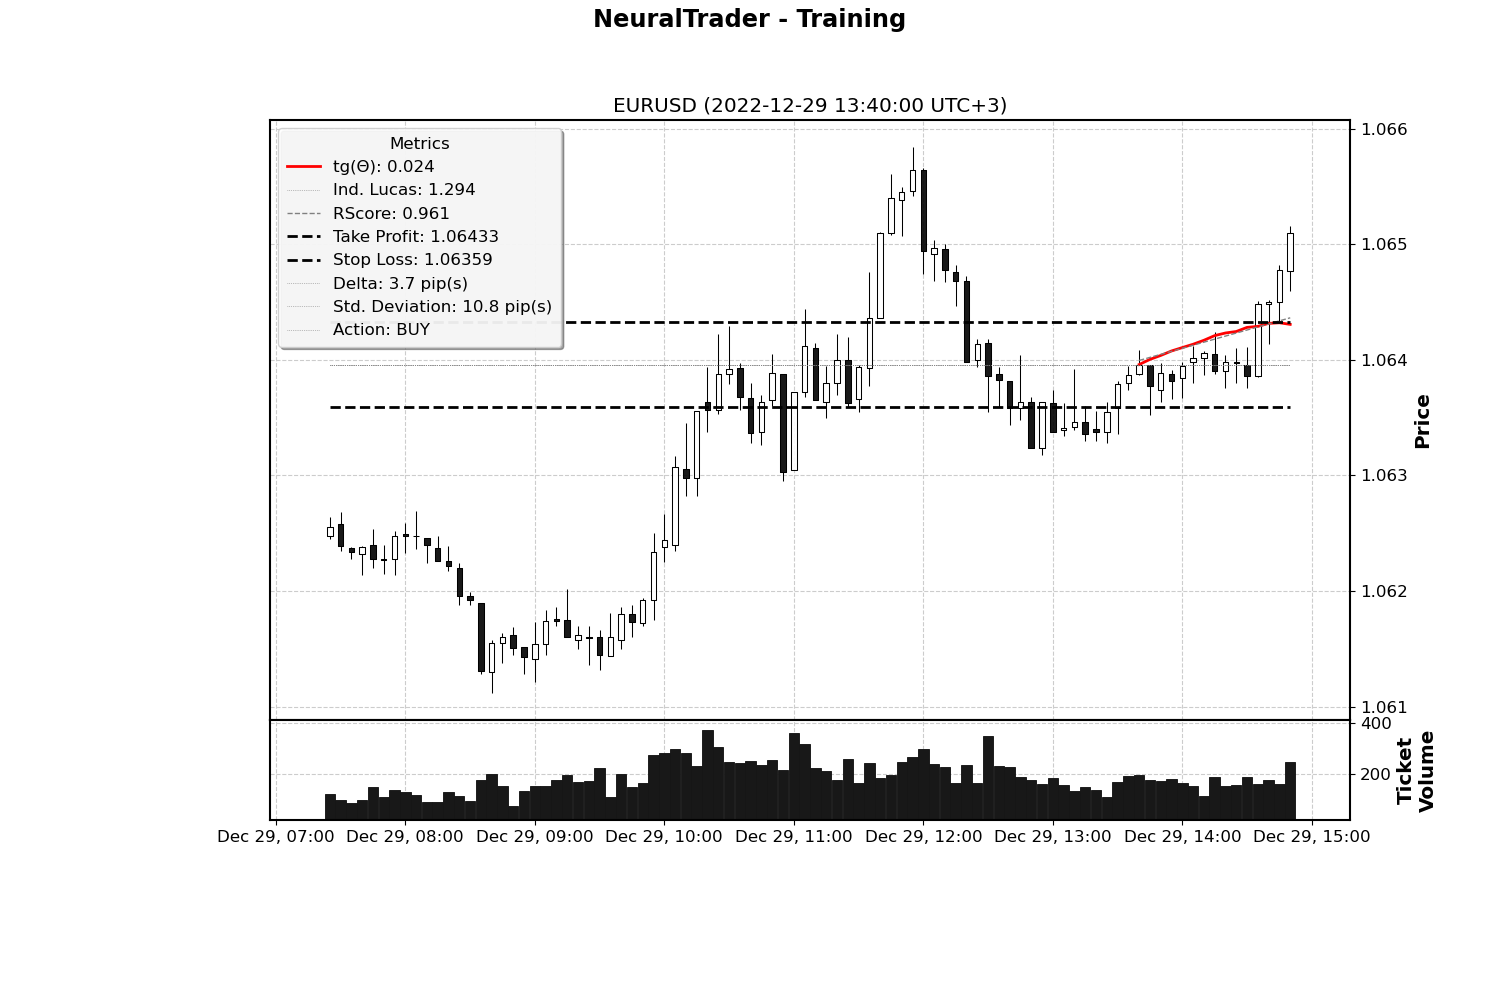 NeuralTrader - Training
EURUSD (2022-12-29 13:40:00 UTC+3)
Metrics
tg(Θ): 0.024
Ind. Lucas: 1.294
RScore: 0.961
Take Profit: 1.06433
Stop Loss: 1.06359
Delta: 3.7 pip(s)
Std. Deviation: 10.8 pip(s)
Action: BUY
1.066
1.065
1.064
1.063
1.062
1.061
Price
400
200
Ticket
Volume
Dec 29, 07:00
Dec 29, 08:00
Dec 29, 09:00
Dec 29, 10:00
Dec 29, 11:00
Dec 29, 12:00
Dec 29, 13:00
Dec 29, 14:00
Dec 29, 15:00